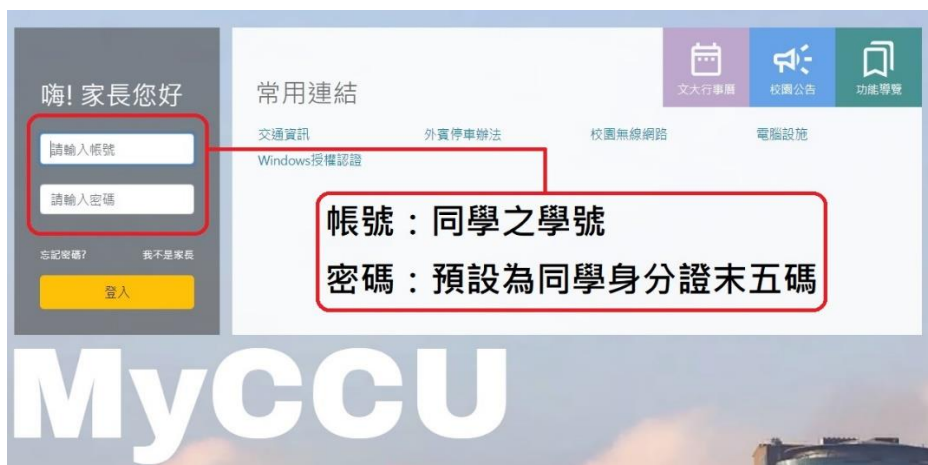 嗨! 家長您好
請輸入帳號
請輸入密碼
忘記密碼? 我不是家長
登入
常用連結
文大行事曆
校園公告
功能導覽
交通資訊 外賓停車辦法 校園無線網路 電腦設施
Windows授權認證
帳號：同學之學號
密碼：預設為同學身分證末五碼
MyCCU